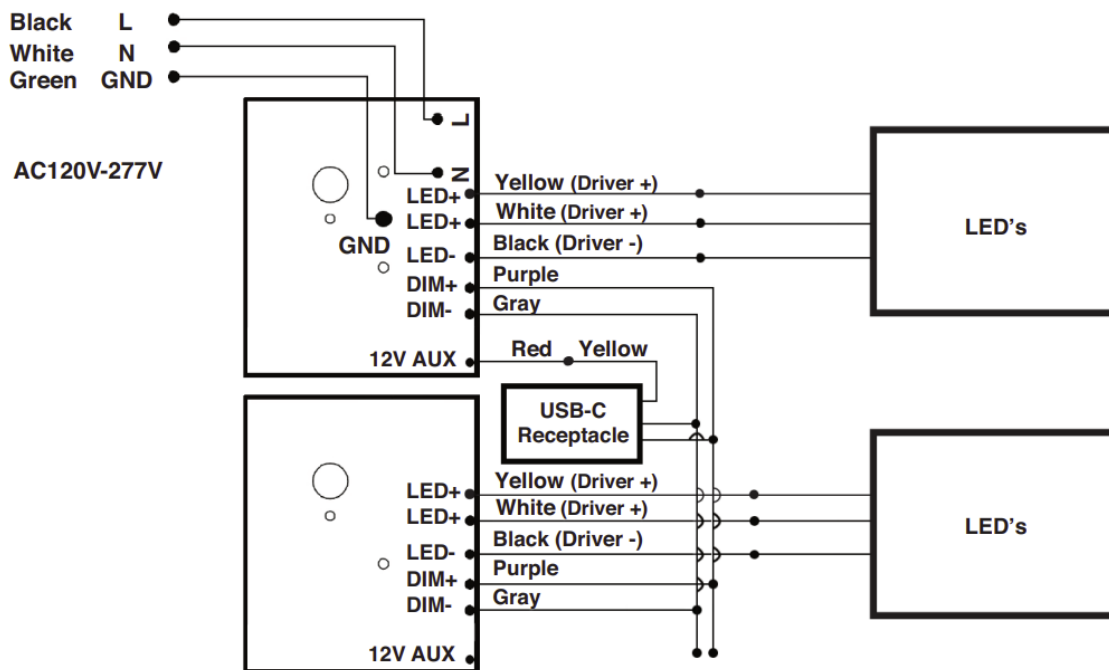 Black L
White N
Green GND
AC120V-277V
L
N
LED+
LED+
GND
LED-
DIM+
DIM-
12V AUX
Yellow (Driver +)
White (Driver +)
Black (Driver -)
Purple
Gray
Red Yellow
LED's
USB-C
Receptacle
LED+
LED+
LED-
DIM+
DIM-
12V AUX
Yellow (Driver +)
White (Driver +)
Black (Driver -)
Purple
Gray
LED's